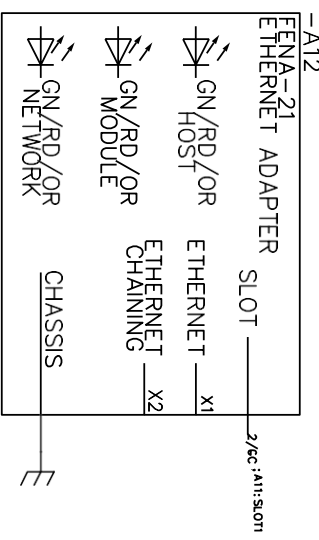 -A12
FENA-21
ETHERNET ADAPTER
SLOT
2/6C ;A11:SLOT1
GN/RD/OR
HOST
ETHERNET
X1
GN/RD/OR
MODULE
ETHERNET
CHAINING
X2
GN/RD/OR
NETWORK
CHASSIS